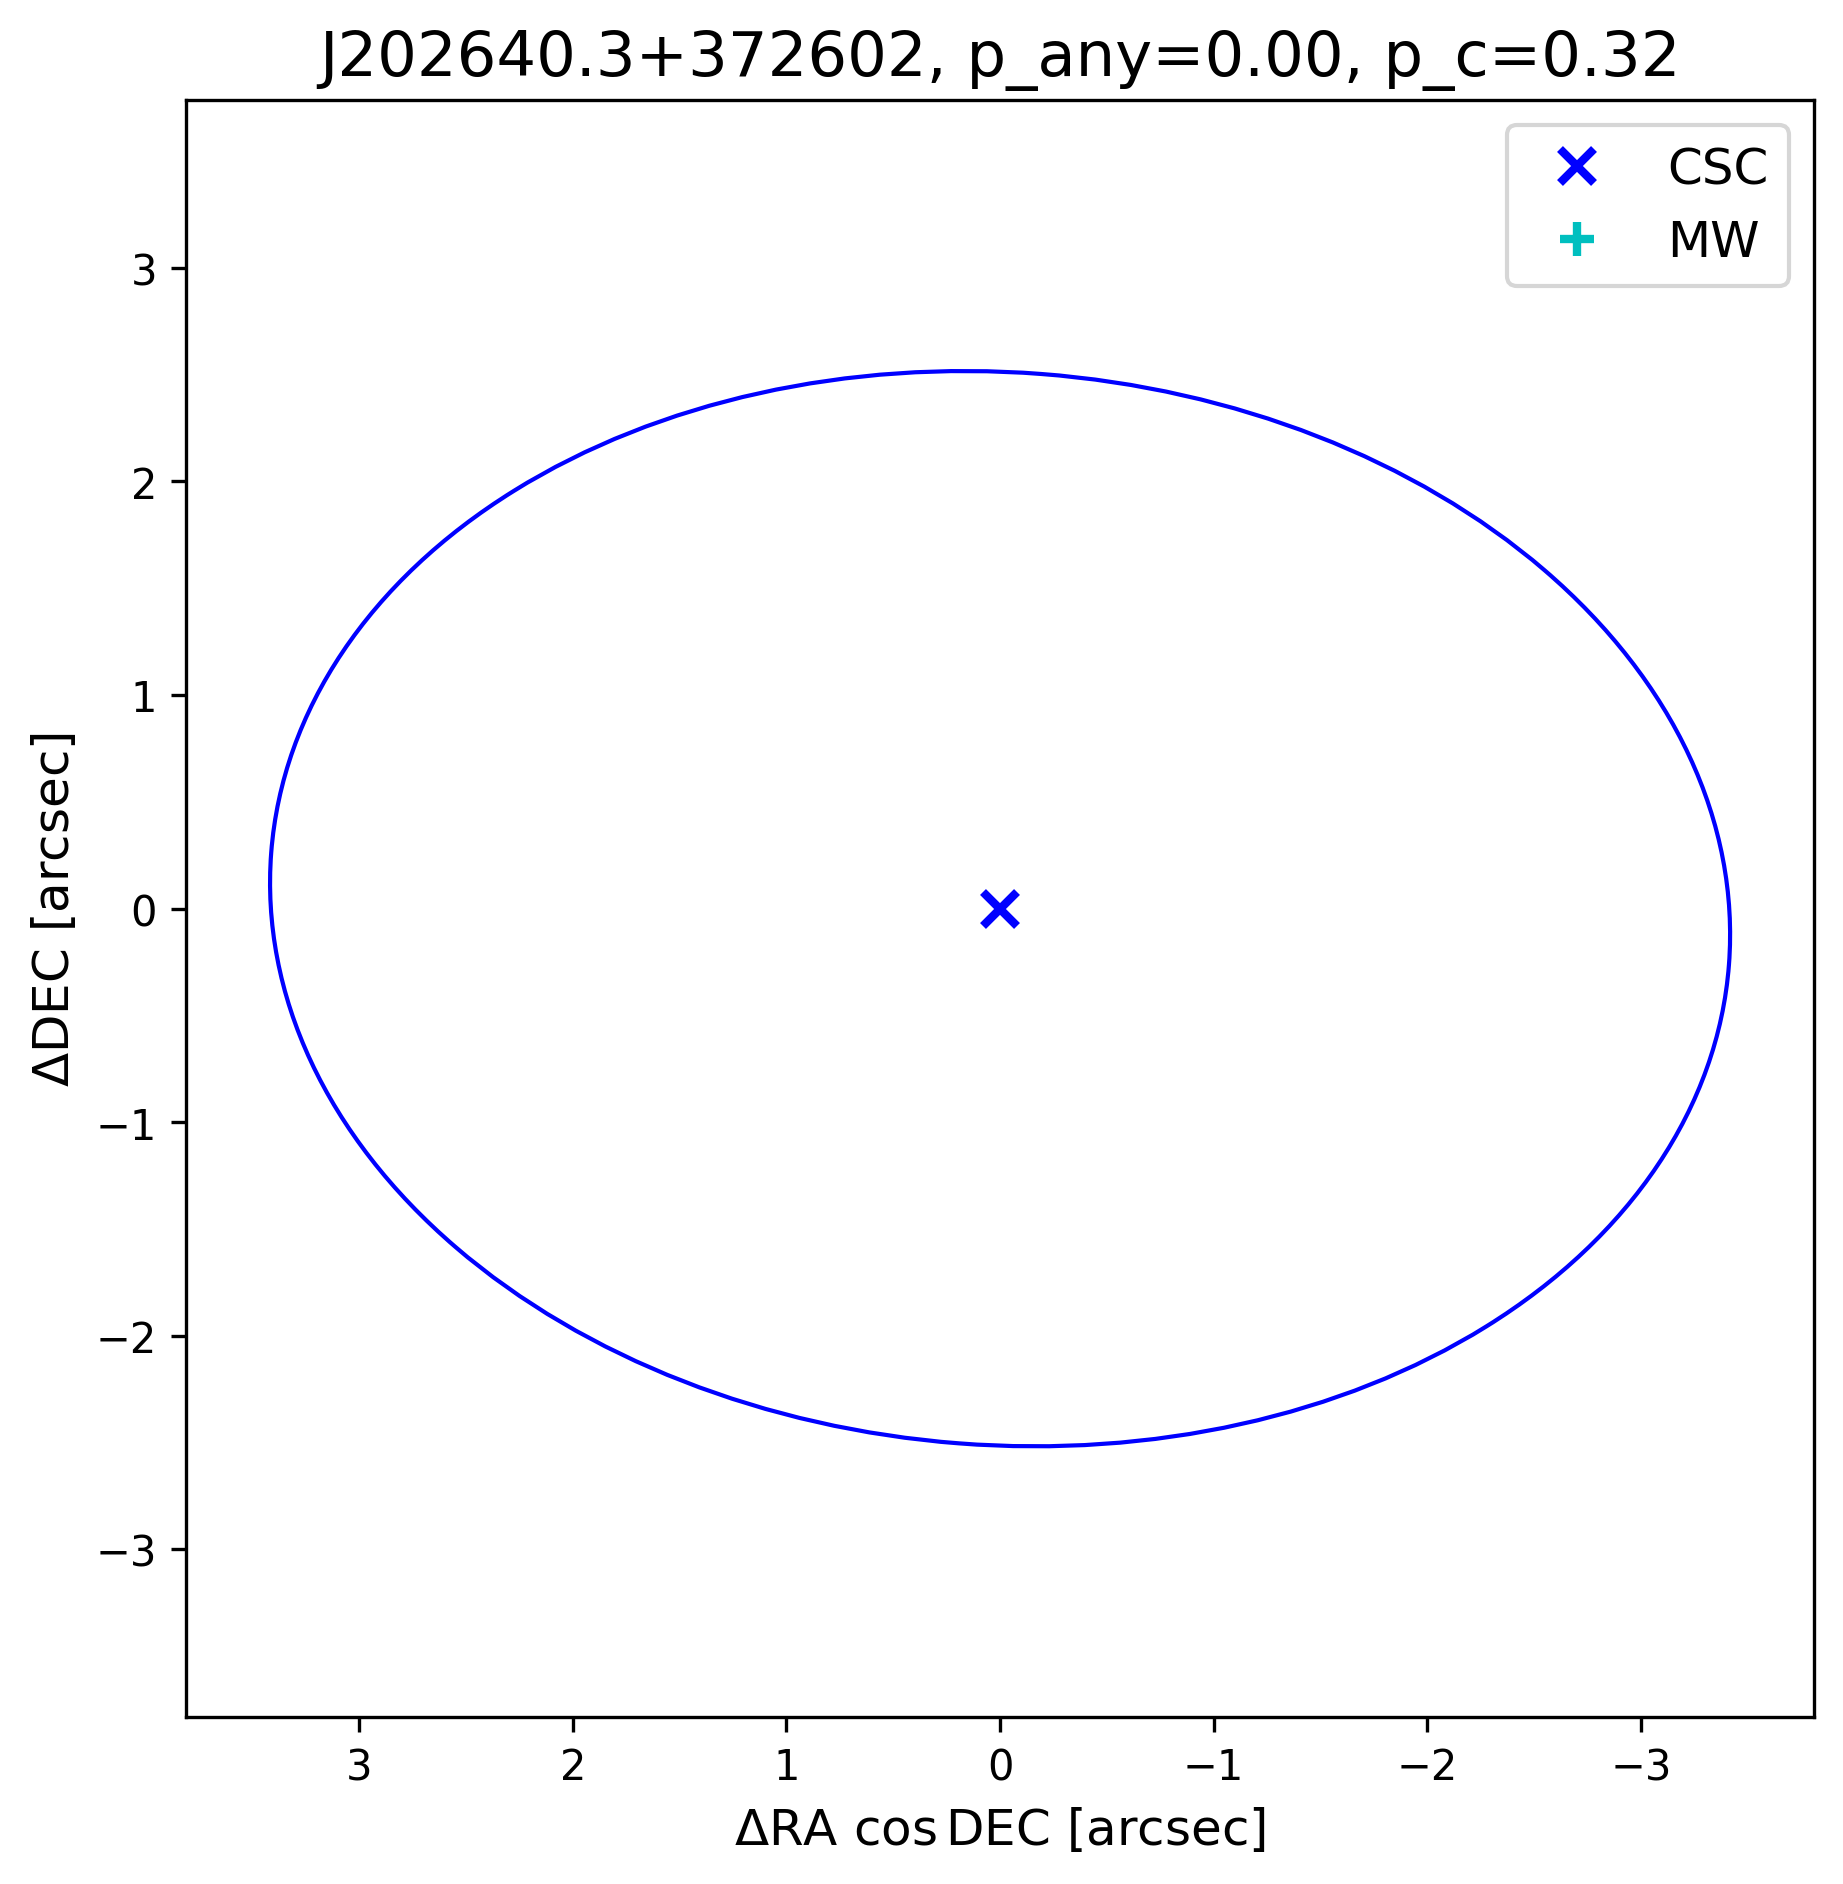 J202640.3+372602, p_any=0.00, p_c=0.32
CSC
MW
3
2
1
0
−1
−2
−3
ΔDEC [arcsec]
3 2 1 0 −1 −2 −3
ΔRA cos DEC [arcsec]